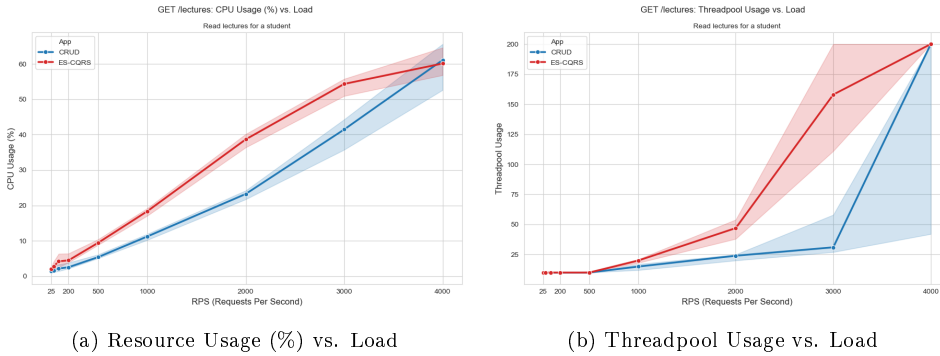 GET /lectures: CPU Usage (%) vs. Load
Read lectures for a student
App
CRUD
ES-CQRS
CPU Usage (%)
60
50
40
30
20
10
0
25
200
500
1000
2000
3000
4000
RPS (Requests Per Second)
(a) Resource Usage (%) vs. Load
GET /lectures: Threadpool Usage vs. Load
Read lectures for a student
App
CRUD
ES-CQRS
Threadpool Usage
200
175
150
125
100
75
50
25
25
200
500
1000
2000
3000
4000
RPS (Requests Per Second)
(b) Threadpool Usage vs. Load